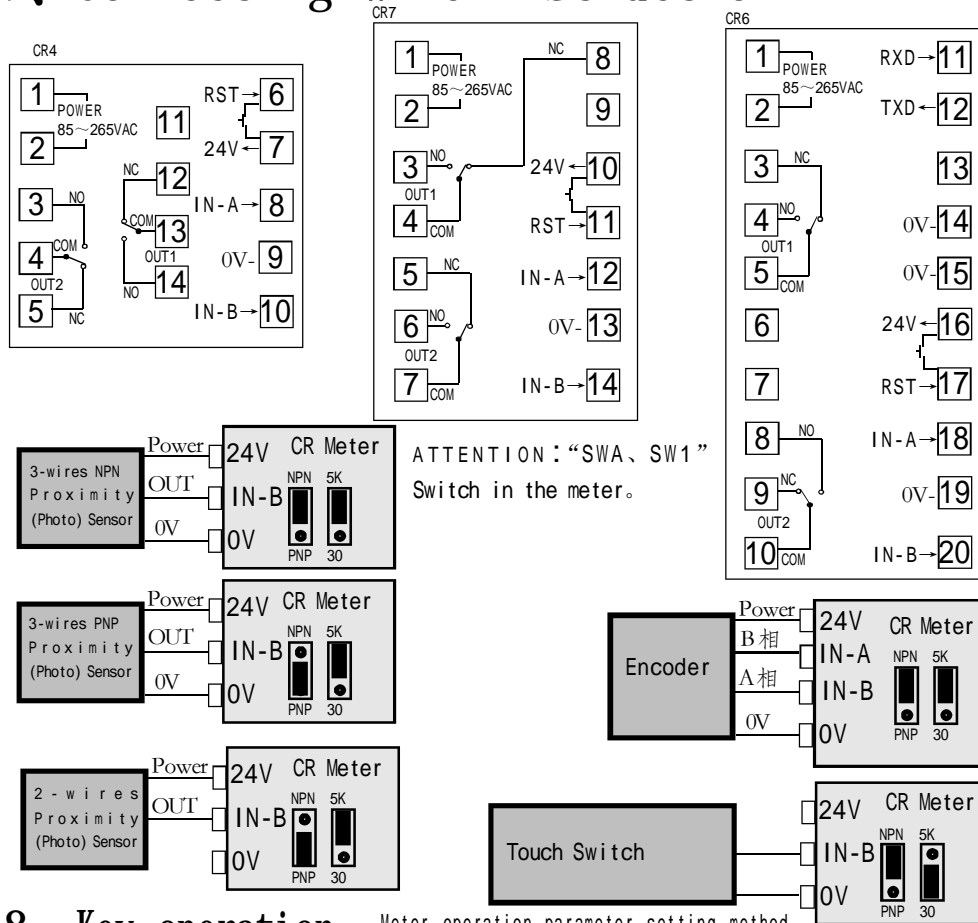 CR4
1
POWER
85～265VAC
2
3
NO
4
COM
OUT2
5
NC
11
NC
12
COM
13
OUT1
14
NO
RST→
6
24V←
7
IN-A→
8
0V-
9
IN-B→
10
CR7
1
POWER
85～265VAC
2
3
NO
OUT1
4
COM
5
NC
6
NO
OUT2
7
COM
NC
8
9
24V←
10
RST→
11
IN-A→
12
0V-
13
IN-B→
14
CR6
1
POWER
85～265VAC
2
3
NC
4
NO
OUT1
5
COM
6
7
8
NO
9
NC
OUT2
10
COM
RXD→
11
TXD←
12
13
0V-
14
0V-
15
24V←
16
RST→
17
IN-A→
18
0V-
19
IN-B→
20
ATTENTION：“SWA、SW1”
Switch in the meter。
3-wires NPN
Proximity
(Photo) Sensor
Power
OUT
0V
24V
IN-B
0V
CR Meter
NPN
5K
PNP
30
3-wires PNP
Proximity
(Photo) Sensor
Power
OUT
0V
24V
IN-B
0V
CR Meter
NPN
5K
PNP
30
2-wires
Proximity
(Photo) Sensor
Power
OUT
24V
IN-B
0V
CR Meter
NPN
5K
PNP
30
Encoder
Power
B相
A相
0V
24V
IN-A
IN-B
0V
CR Meter
NPN
5K
PNP
30
Touch Switch
24V
IN-B
0V
CR Meter
NPN
5K
PNP
30
8、Key operation
Meter operation parameter setting method